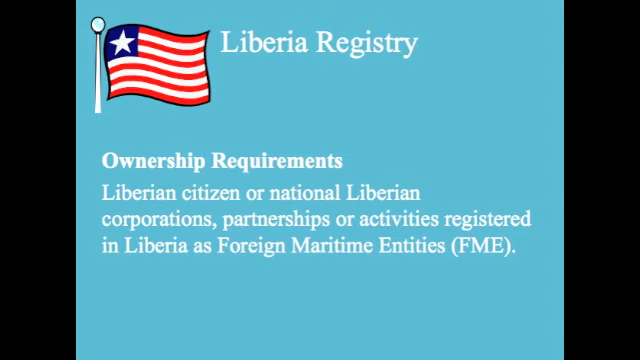 Liberia Registry
Ownership Requirements
Liberian citizen or national Liberian
corporations, partnerships or activities registered
in Liberia as Foreign Maritime Entities (FME).